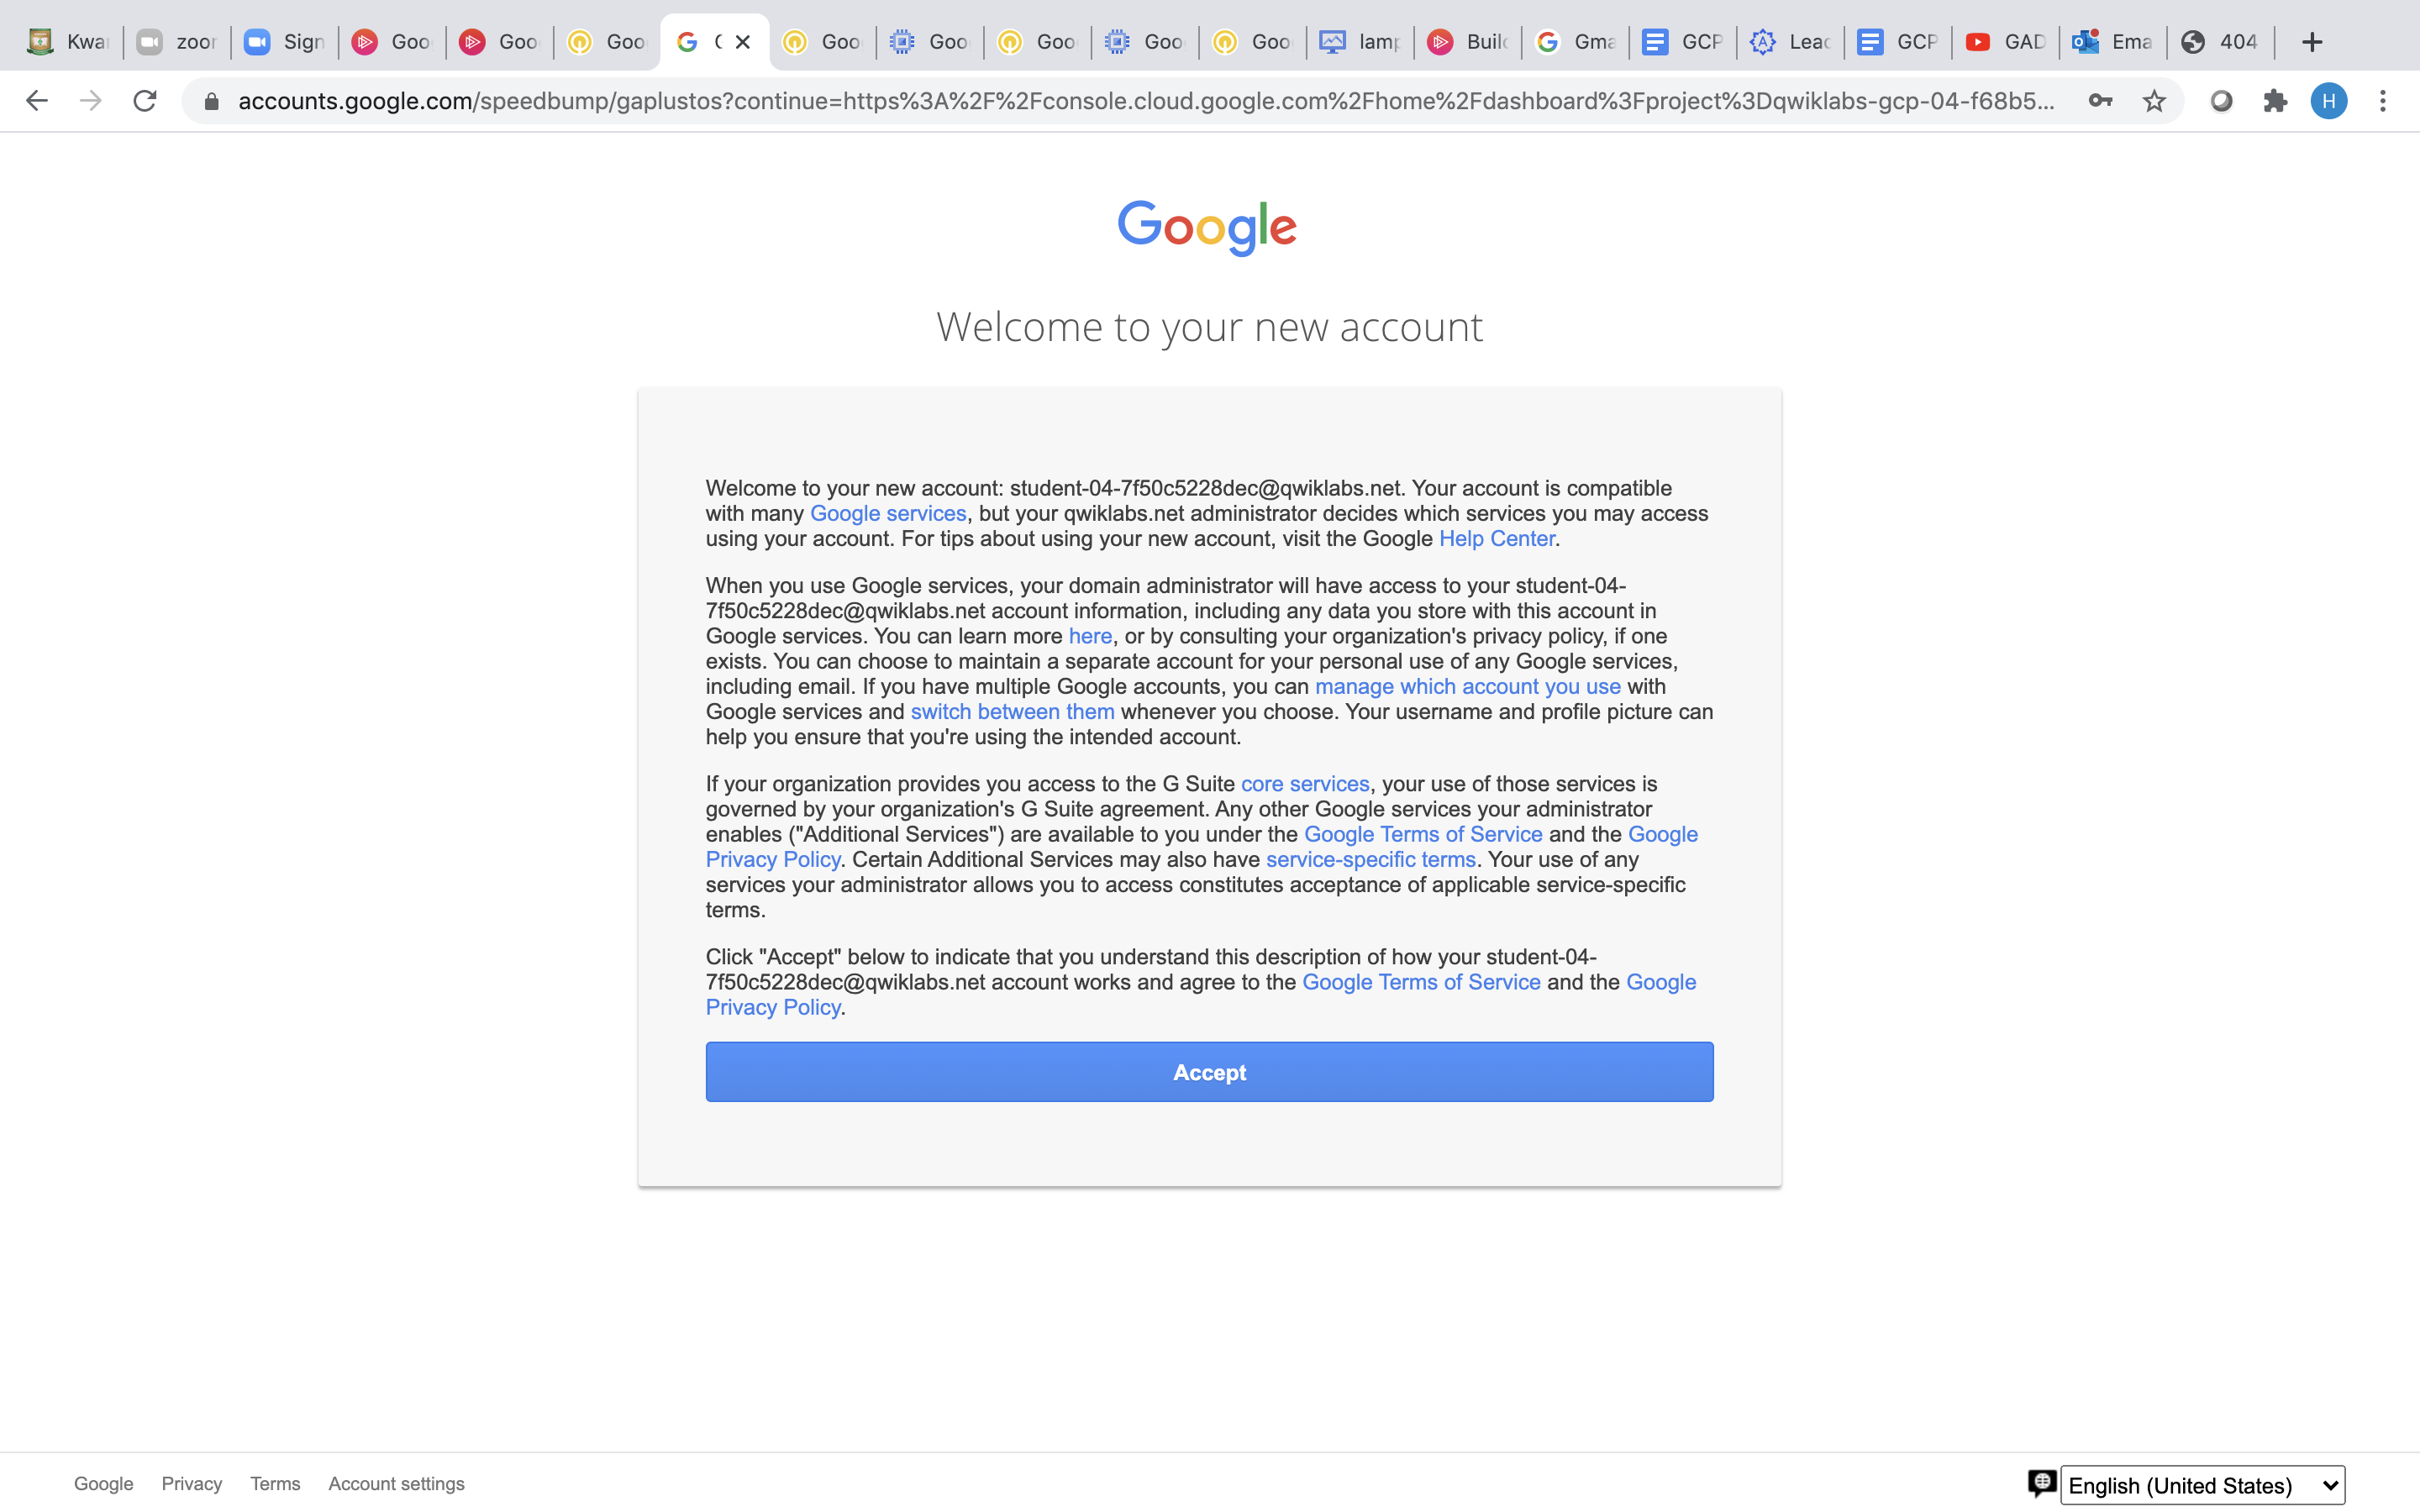 Kwa
zoor
Sign
Goo
Goo
Goo
Goo
Goo
Goo
Goo
Goo
lamp
Build
Gma
GCP
Lead
GCP
GAD
Ema
404
accounts.google.com/speedbump/gaplustos?continue=https%3A%2F%2Fconsole.cloud.google.com%2Fhome%2Fdashboard%3Fproject%3Dqwiklabs-gcp-04-f68b5...
H
Google
Welcome to your new account
Welcome to your new account: student-04-7f50c5228dec@qwiklabs.net. Your account is compatible
with many Google services, but your qwiklabs.net administrator decides which services you may access
using your account. For tips about using your new account, visit the Google Help Center.
When you use Google services, your domain administrator will have access to your student-04-
7f50c5228dec@qwiklabs.net account information, including any data you store with this account in
Google services. You can learn more here, or by consulting your organization's privacy policy, if one
exists. You can choose to maintain a separate account for your personal use of any Google services,
including email. If you have multiple Google accounts, you can manage which account you use with
Google services and switch between them whenever you choose. Your username and profile picture can
help you ensure that you're using the intended account.
If your organization provides you access to the G Suite core services, your use of those services is
governed by your organization's G Suite agreement. Any other Google services your administrator
enables ("Additional Services") are available to you under the Google Terms of Service and the Google
Privacy Policy. Certain Additional Services may also have service-specific terms. Your use of any
services your administrator allows you to access constitutes acceptance of applicable service-specific
terms.
Click "Accept" below to indicate that you understand this description of how your student-04-
7f50c5228dec@qwiklabs.net account works and agree to the Google Terms of Service and the Google
Privacy Policy.
Accept
Google Privacy Terms Account settings
English (United States)